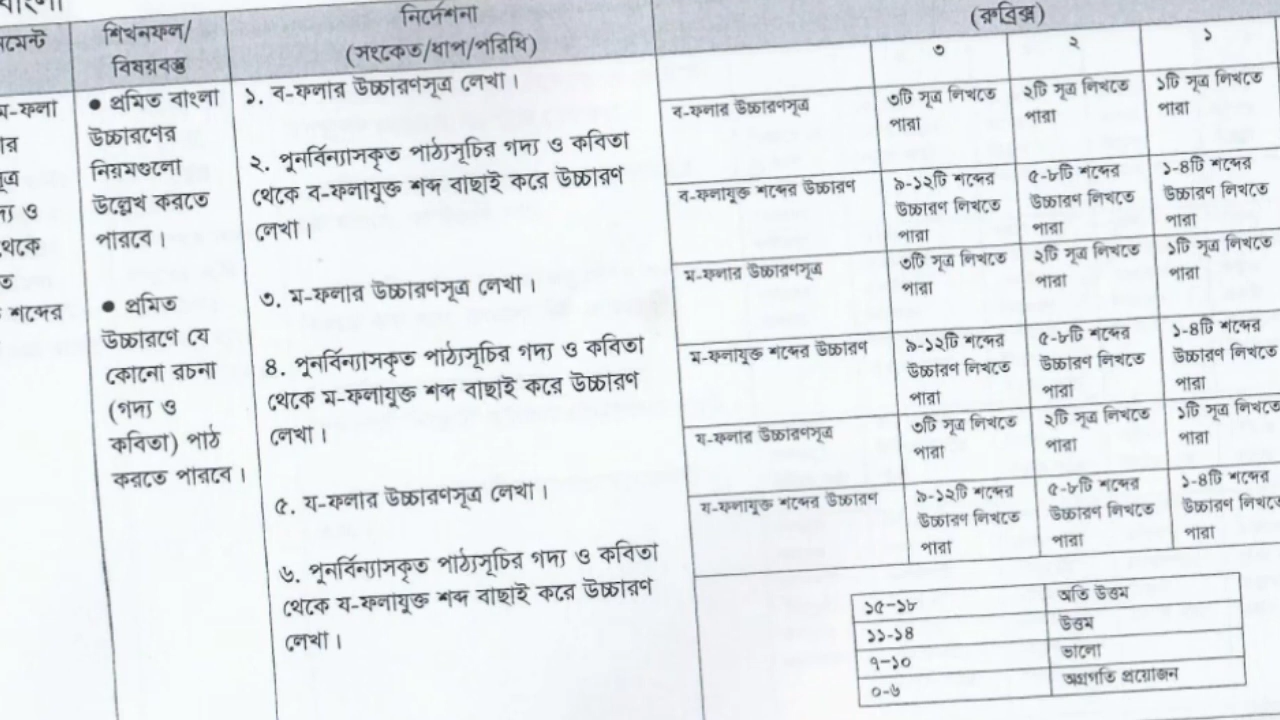 বাংলা
মেন্ট
শিখনফল/
বিষয়বস্তু
নির্দেশনা
(সংকেত/ধাপ/পরিধি)
(রুব্রিক্স)
৩
২
১
ম-ফলা
ার
ূত্র
দ্য ও
থেকে
ত
শব্দের
● প্রমিত বাংলা
উচ্চারণের
নিয়মগুলো
উল্লেখ করতে
পারবে।
● প্রমিত
উচ্চারণে যে
কোনো রচনা
(গদ্য ও
কবিতা) পাঠ
করতে পারবে।
১. ব-ফলার উচ্চারণসূত্র লেখা।
২. পুনর্বিন্যাসকৃত পাঠ্যসূচির গদ্য ও কবিতা
থেকে ব-ফলাযুক্ত শব্দ বাছাই করে উচ্চারণ
লেখা।
৩. ম-ফলার উচ্চারণসূত্র লেখা।
৪. পুনর্বিন্যাসকৃত পাঠ্যসূচির গদ্য ও কবিতা
থেকে ম-ফলাযুক্ত শব্দ বাছাই করে উচ্চারণ
লেখা।
৫. য-ফলার উচ্চারণসূত্র লেখা।
৬. পুনর্বিন্যাসকৃত পাঠ্যসূচির গদ্য ও কবিতা
থেকে য-ফলাযুক্ত শব্দ বাছাই করে উচ্চারণ
লেখা।
ব-ফলার উচ্চারণসূত্র
৩টি সূত্র লিখতে
পারা
২টি সূত্র লিখতে
পারা
১টি সূত্র লিখতে
পারা
ব-ফলাযুক্ত শব্দের উচ্চারণ
৯-১২টি শব্দের
উচ্চারণ লিখতে
পারা
৫-৮টি শব্দের
উচ্চারণ লিখতে
পারা
১-৪টি শব্দের
উচ্চারণ লিখতে
পারা
ম-ফলার উচ্চারণসূত্র
৩টি সূত্র লিখতে
পারা
২টি সূত্র লিখতে
পারা
১টি সূত্র লিখতে
পারা
ম-ফলাযুক্ত শব্দের উচ্চারণ
৯-১২টি শব্দের
উচ্চারণ লিখতে
পারা
৫-৮টি শব্দের
উচ্চারণ লিখতে
পারা
১-৪টি শব্দের
উচ্চারণ লিখতে
পারা
য-ফলার উচ্চারণসূত্র
৩টি সূত্র লিখতে
পারা
২টি সূত্র লিখতে
পারা
১টি সূত্র লিখতে
পারা
য-ফলাযুক্ত শব্দের উচ্চারণ
৯-১২টি শব্দের
উচ্চারণ লিখতে
পারা
৫-৮টি শব্দের
উচ্চারণ লিখতে
পারা
১-৪টি শব্দের
উচ্চারণ লিখতে
পারা
১৫-১৮ অতি উত্তম
১১-১৪ উত্তম
৭-১০ ভালো
০-৬ অগ্রগতি প্রয়োজন